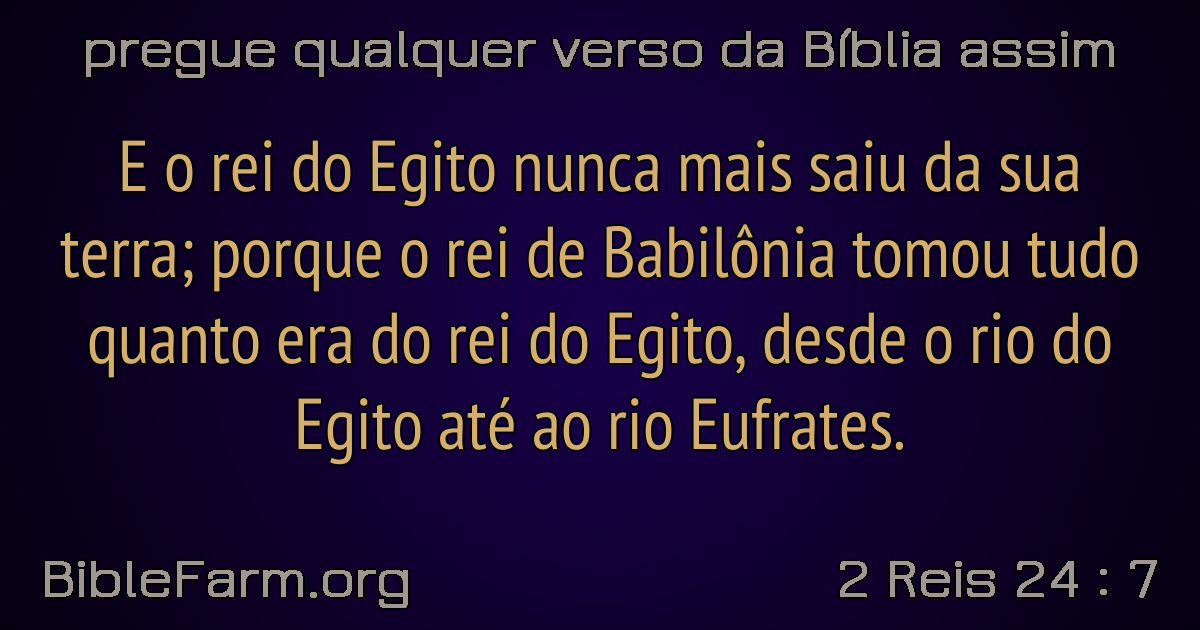 pregue qualquer verso da Bíblia assim
E o rei do Egito nunca mais saiu da sua
terra; porque o rei de Babilônia tomou tudo
quanto era do rei do Egito, desde o rio do
Egito até ao rio Eufrates.
BibleFarm.org
2 Reis 24 : 7